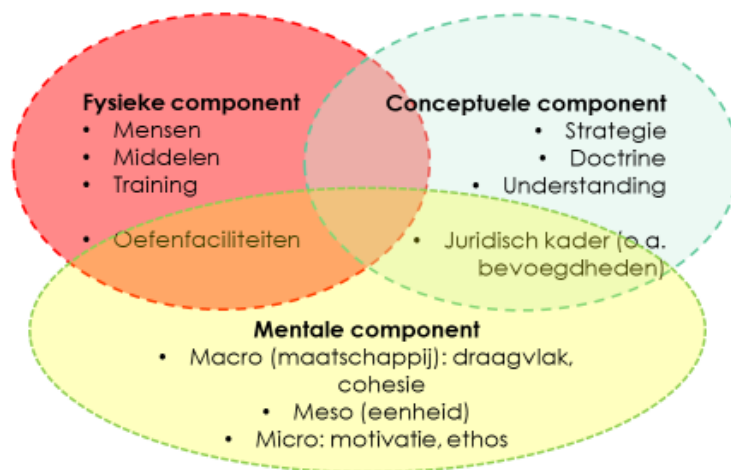 Fysieke component
• Mensen
• Middelen
• Training
• Oefenfaciliteiten
Conceptuele component
• Strategie
• Doctrine
• Understanding
• Juridisch kader (o.a.
bevoegdheden)
Mentale component
• Macro (maatschappij): draagvlak,
cohesie
• Meso (eenheid)
• Micro: motivatie, ethos